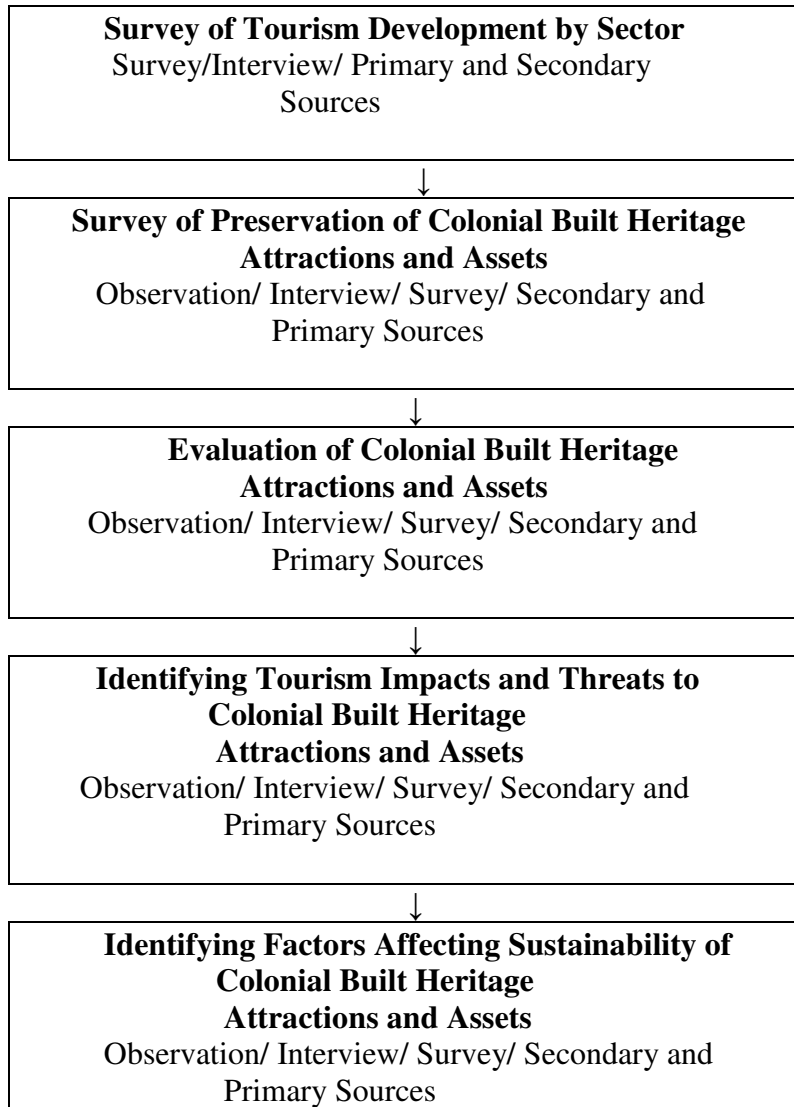 Survey of Tourism Development by Sector
Survey/Interview/ Primary and Secondary
Sources
↓
Survey of Preservation of Colonial Built Heritage
Attractions and Assets
Observation/ Interview/ Survey/ Secondary and
Primary Sources
↓
Evaluation of Colonial Built Heritage
Attractions and Assets
Observation/ Interview/ Survey/ Secondary and
Primary Sources
↓
Identifying Tourism Impacts and Threats to
Colonial Built Heritage
Attractions and Assets
Observation/ Interview/ Survey/ Secondary and
Primary Sources
↓
Identifying Factors Affecting Sustainability of
Colonial Built Heritage
Attractions and Assets
Observation/ Interview/ Survey/ Secondary and
Primary Sources